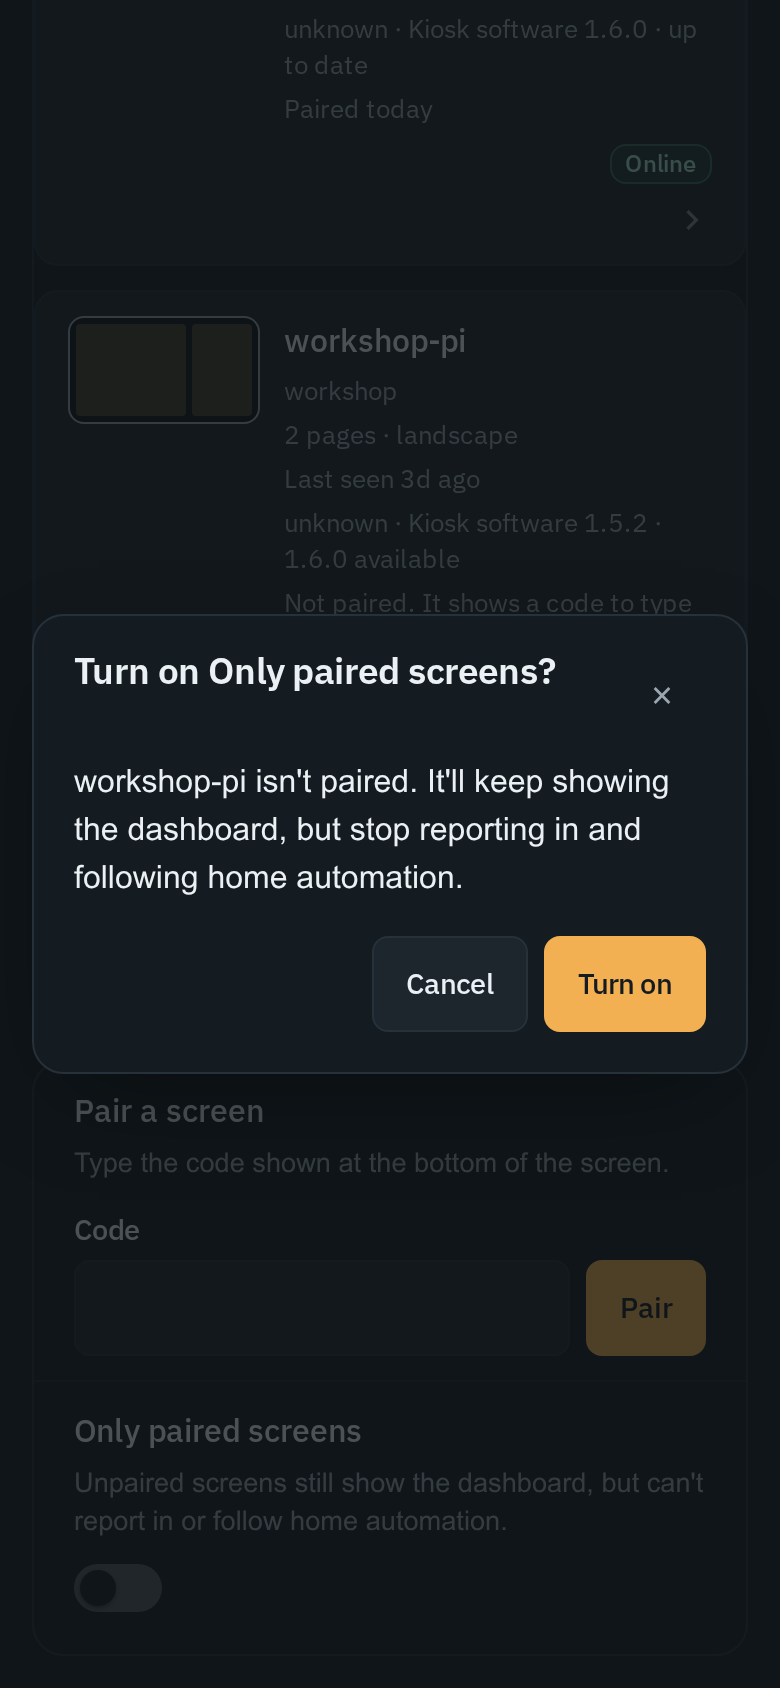 unknown · Kiosk software 1.6.0 · up
to date
Paired today
Online
workshop-pi
workshop
2 pages · landscape
Last seen 3d ago
unknown · Kiosk software 1.5.2 ·
1.6.0 available
Not paired. It shows a code to type
Turn on Only paired screens?
×
workshop-pi isn't paired. It'll keep showing
the dashboard, but stop reporting in and
following home automation.
Cancel
Turn on
Pair a screen
Type the code shown at the bottom of the screen.
Code
Pair
Only paired screens
Unpaired screens still show the dashboard, but can't
report in or follow home automation.